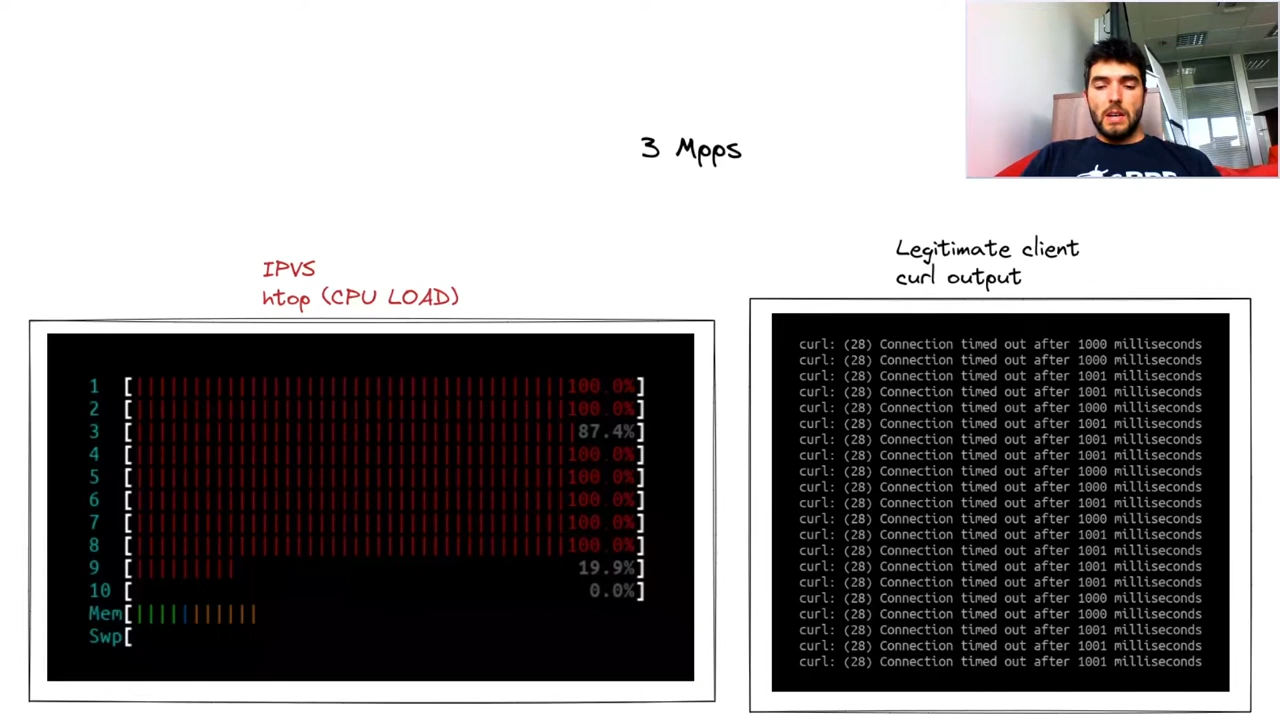 3 Mpps
IPVS
htop (CPU LOAD)
1 [100.0%]
2 [100.0%]
3 [87.4%]
4 [100.0%]
5 [100.0%]
6 [100.0%]
7 [100.0%]
8 [100.0%]
9 [19.9%]
10 [0.0%]
Mem[
Swp[
Legitimate client
curl output
curl: (28) Connection timed out after 1000 milliseconds
curl: (28) Connection timed out after 1000 milliseconds
curl: (28) Connection timed out after 1001 milliseconds
curl: (28) Connection timed out after 1001 milliseconds
curl: (28) Connection timed out after 1000 milliseconds
curl: (28) Connection timed out after 1001 milliseconds
curl: (28) Connection timed out after 1001 milliseconds
curl: (28) Connection timed out after 1001 milliseconds
curl: (28) Connection timed out after 1000 milliseconds
curl: (28) Connection timed out after 1001 milliseconds
curl: (28) Connection timed out after 1000 milliseconds
curl: (28) Connection timed out after 1001 milliseconds
curl: (28) Connection timed out after 1000 milliseconds
curl: (28) Connection timed out after 1001 milliseconds
curl: (28) Connection timed out after 1001 milliseconds
curl: (28) Connection timed out after 1001 milliseconds
curl: (28) Connection timed out after 1000 milliseconds
curl: (28) Connection timed out after 1000 milliseconds
curl: (28) Connection timed out after 1001 milliseconds
curl: (28) Connection timed out after 1001 milliseconds
curl: (28) Connection timed out after 1001 milliseconds